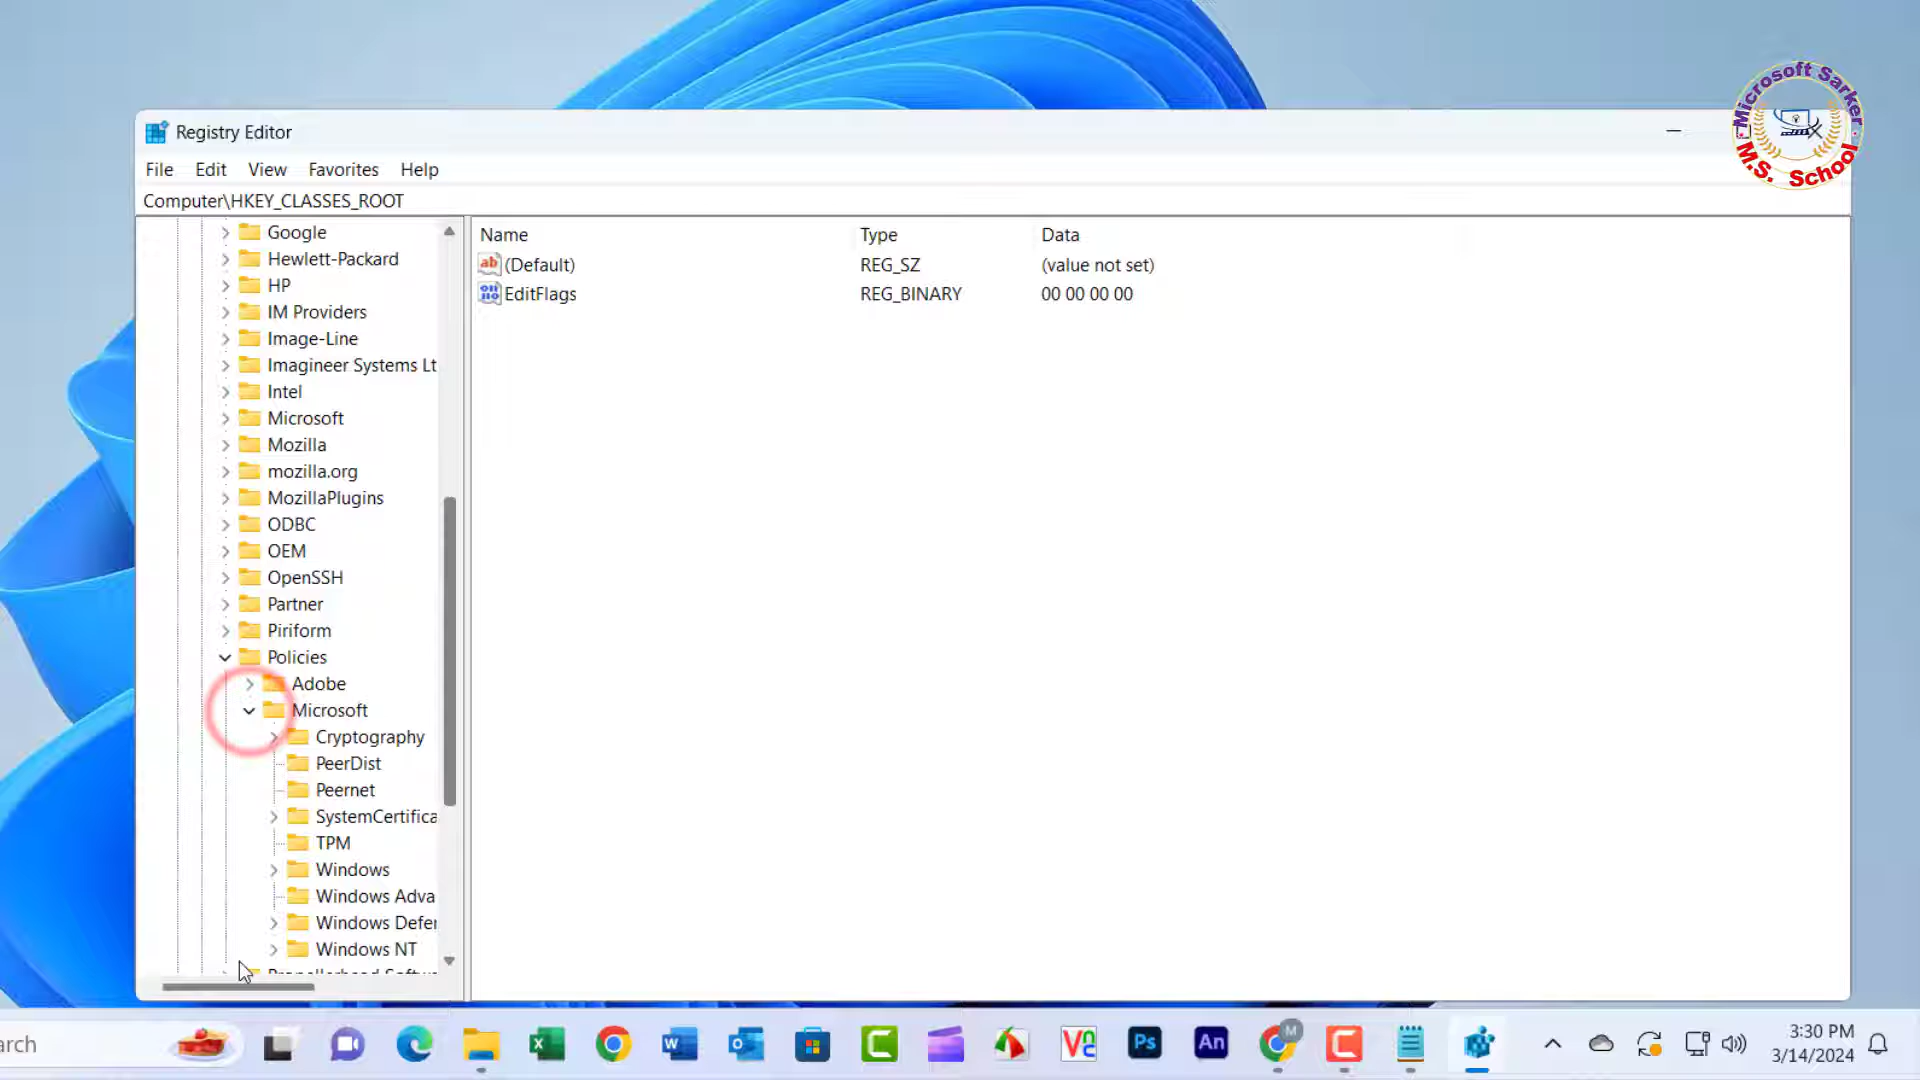 Microsoft Sarker
M.S. School
Registry Editor
File Edit View Favorites Help
Computer\HKEY_CLASSES_ROOT
Name Type Data
(Default) REG_SZ (value not set)
EditFlags REG_BINARY 00 00 00 00
Google
Hewlett-Packard
HP
IM Providers
Image-Line
Imagineer Systems Lt
Intel
Microsoft
Mozilla
mozilla.org
MozillaPlugins
ODBC
OEM
OpenSSH
Partner
Piriform
Policies
Adobe
Microsoft
Cryptography
PeerDist
Peernet
SystemCertifica
TPM
Windows
Windows Adva
Windows Defer
Windows NT
arch
Ps
An
M
3:30 PM
3/14/2024